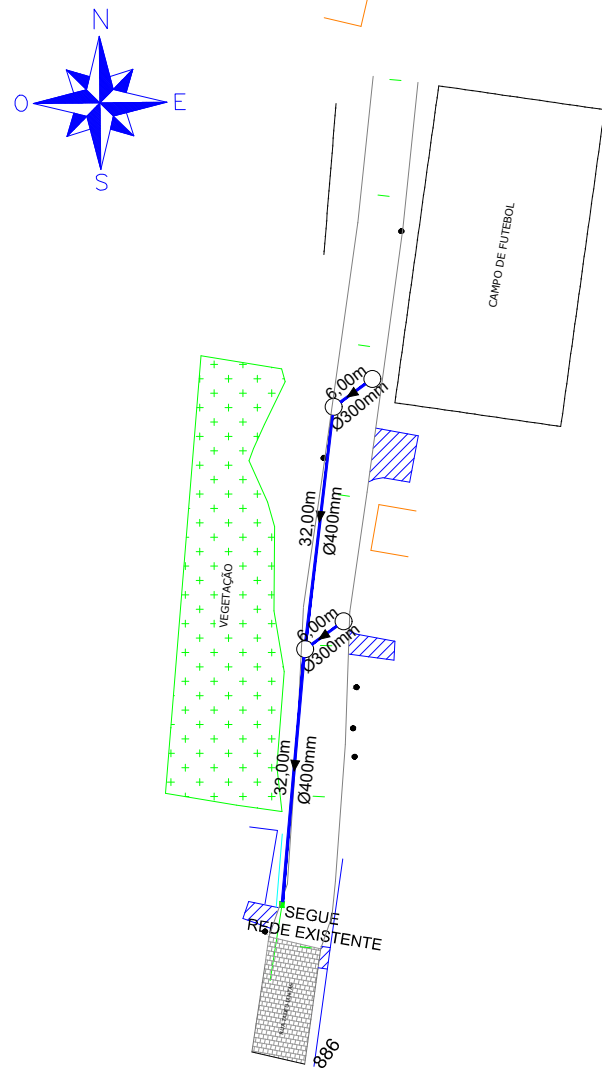 N
O
E
S
CAMPO DE FUTEBOL
6,00m
Ø300mm
32,00m
Ø400mm
VEGETAÇÃO
6,00m
Ø300mm
32,00m
Ø400mm
SEGUE
REDE EXISTENTE
886